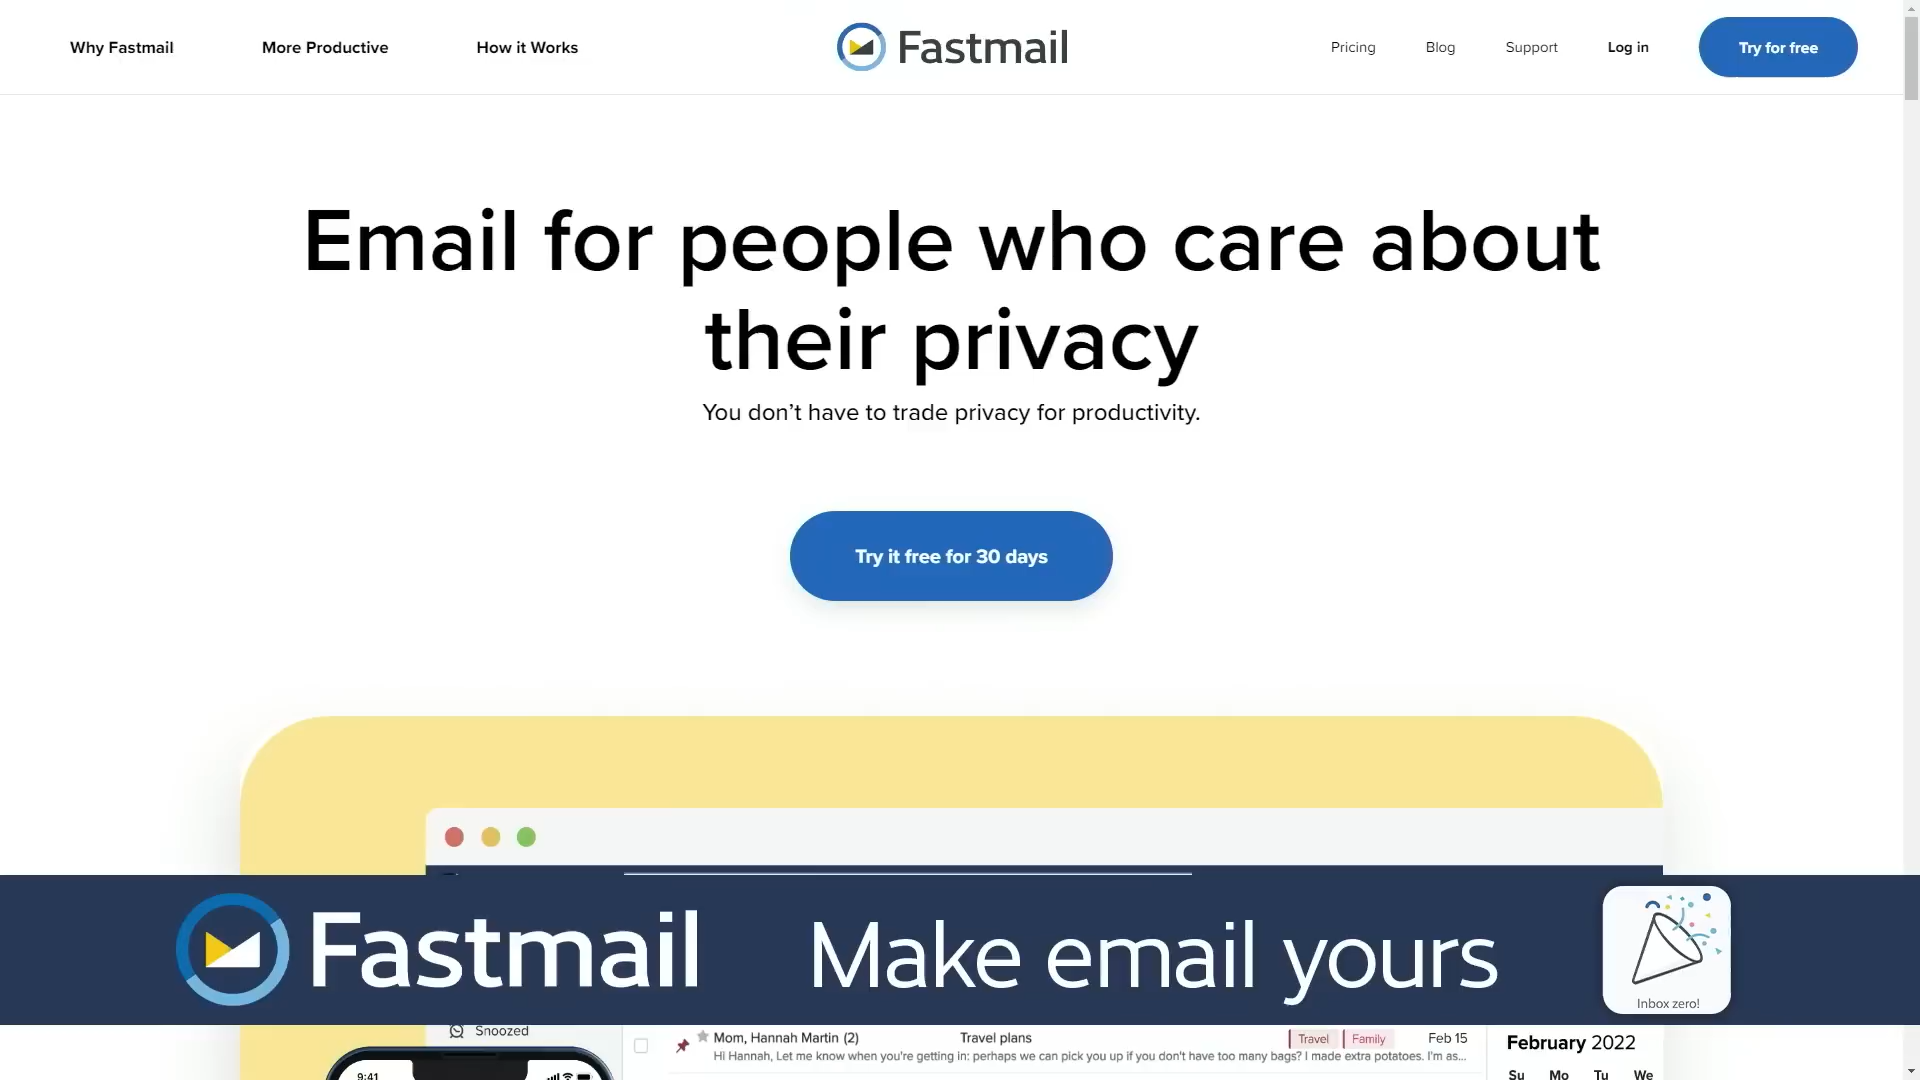 Why Fastmail
More Productive
How it Works
Fastmail
Pricing
Blog
Support
Log in
Try for free
Email for people who care about
their privacy
You don’t have to trade privacy for productivity.
Try it free for 30 days
Fastmail
Make email yours
Inbox zero!
Snoozed
Mom, Hannah Martin (2)
Travel plans
Travel
Family
Feb 15
Hi Hannah, Let me know when you're getting in: perhaps we can pick you up if you don't have too many bags? I made extra potatoes. I'm as...
February 2022
Su Mo Tu We
9:41